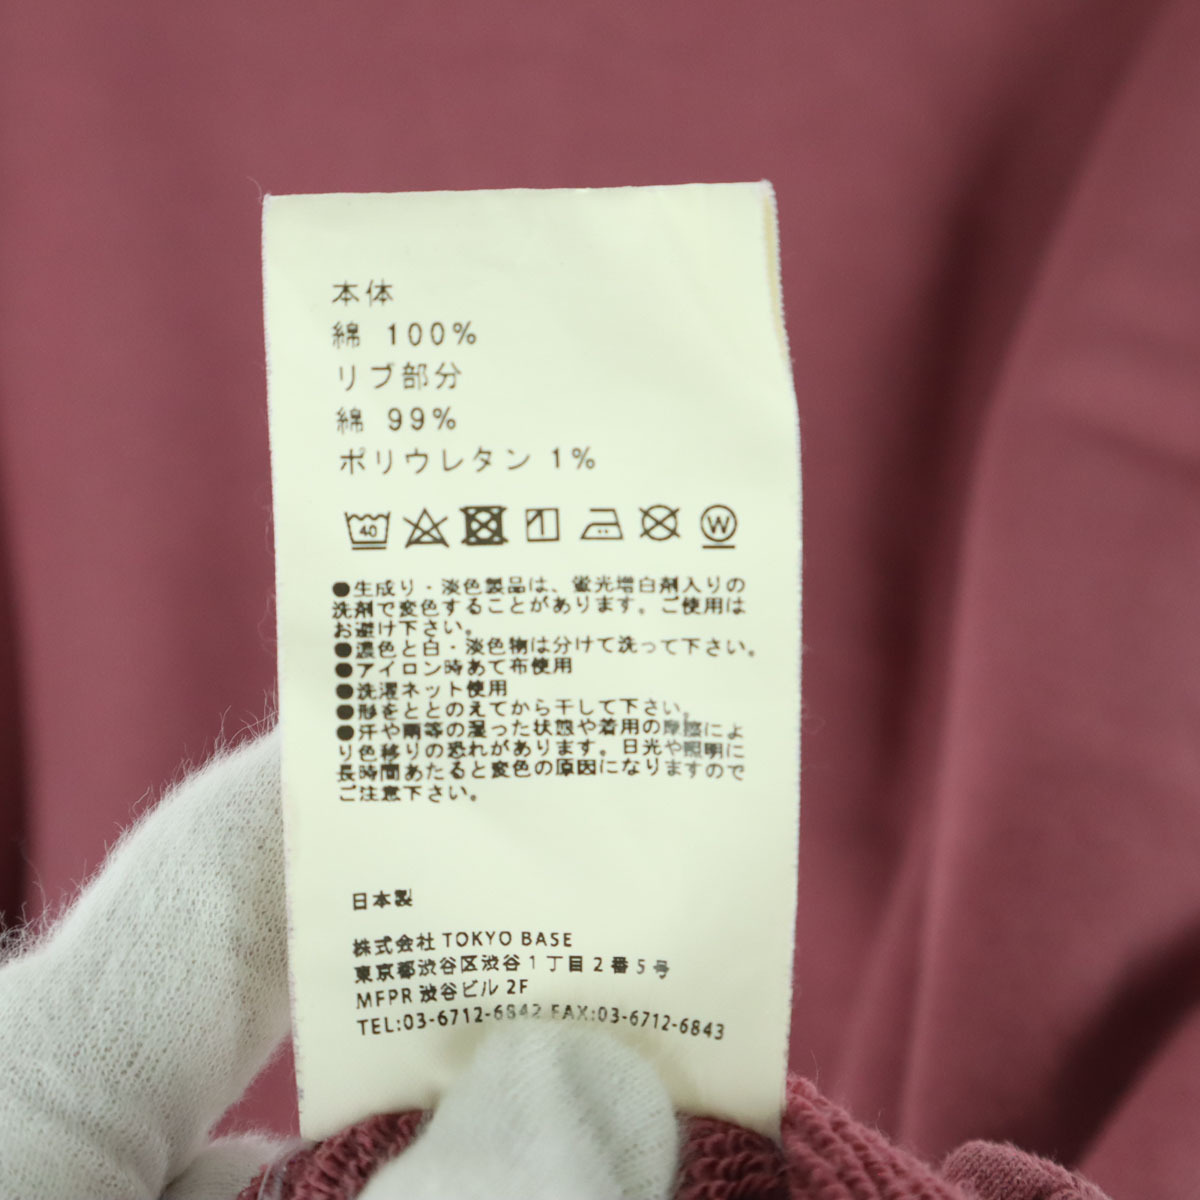 本体
綿 100%
リブ部分
綿 99%
ポリウレタン 1%
40 W
●生成り・淡色製品は、蛍光増白剤入りの
洗剤で変色することがあります。ご使用は
お避け下さい。
●濃色と白・淡色物は分けて洗って下さい。
●アイロン時あて布使用
●洗濯ネット使用
●形をととのえてから干して下さい。
●汗や雨等の湿った状態や着用の摩擦によ
り色移りの恐れがあります。日光や照明に
長時間あたると変色の原因になりますので
ご注意下さい。
日本製
株式会社 TOKYO BASE
東京都渋谷区渋谷1丁目2番5号
MFPR 渋谷ビル 2F
TEL:03-6712-6842 FAX:03-6712-6843